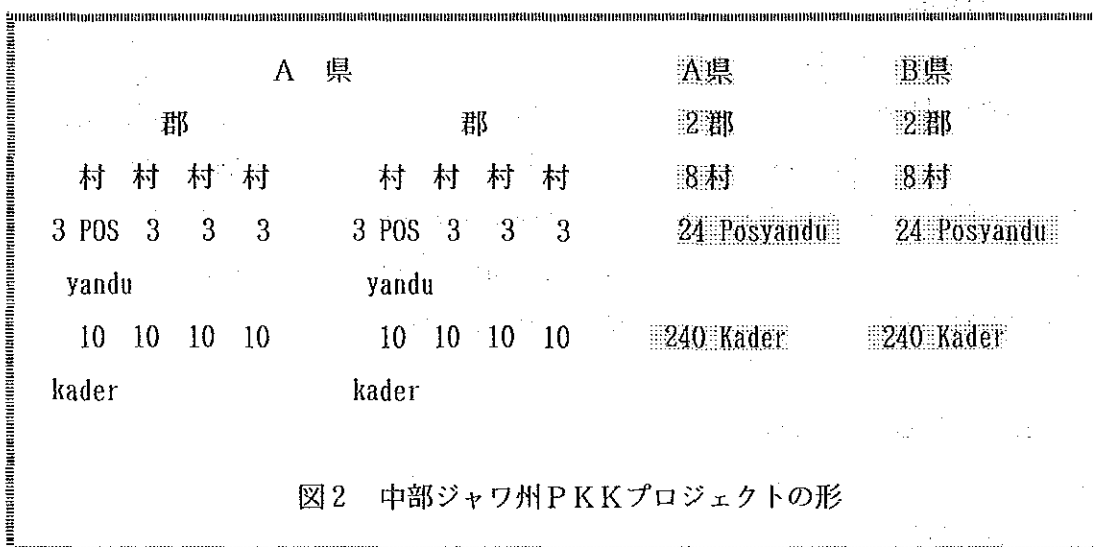 A 県 A県 B県
郡 郡 2郡 2郡
村 村 村 村 村 村 村 村 8村 8村
3 POS 3 3 3 3 POS 3 3 3 24 Posyandu 24 Posyandu
yandu yandu
10 10 10 10 10 10 10 10 240 Kader 240 Kader
kader kader
図2 中部ジャワ州PKKプロジェクトの形